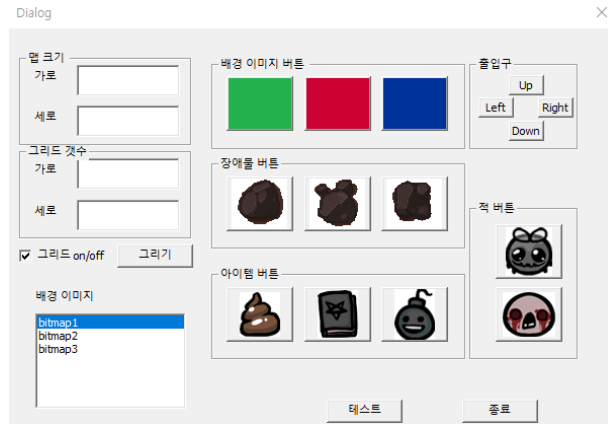 Dialog
맵 크기
가로
세로
그리드 갯수
가로
세로
그리드 on/off
그리기
배경 이미지
bitmap1
bitmap2
bitmap3
배경 이미지 버튼
장애물 버튼
아이템 버튼
출입구
Up
Left
Right
Down
적 버튼
테스트
종료